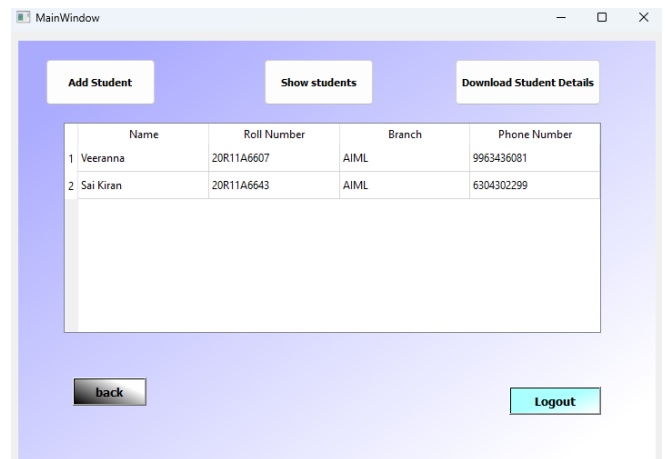 MainWindow
Add Student Show students Download Student Details
Name Roll Number Branch Phone Number
1 Veeranna 20R11A6607 AIML 9963436081
2 Sai Kiran 20R11A6643 AIML 6304302299
back
Logout